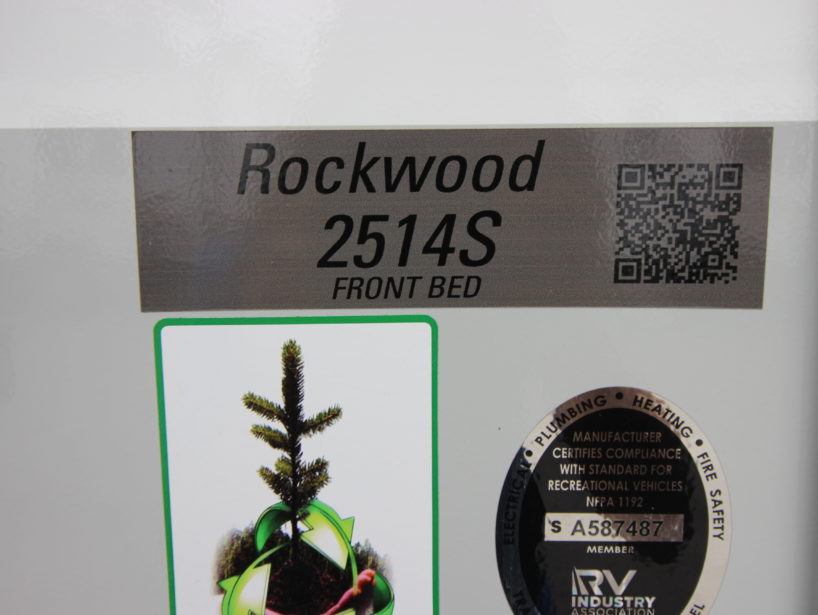 Rockwood
2514S
FRONT BED
ELECTRICAL • PLUMBING • HEATING • FIRE SAFETY
MANUFACTURER
CERTIFIES COMPLIANCE
WITH STANDARD FOR
RECREATIONAL VEHICLES
NFPA 1192
S A587487
MEMBER
RV
INDUSTRY
ASSOCIATION